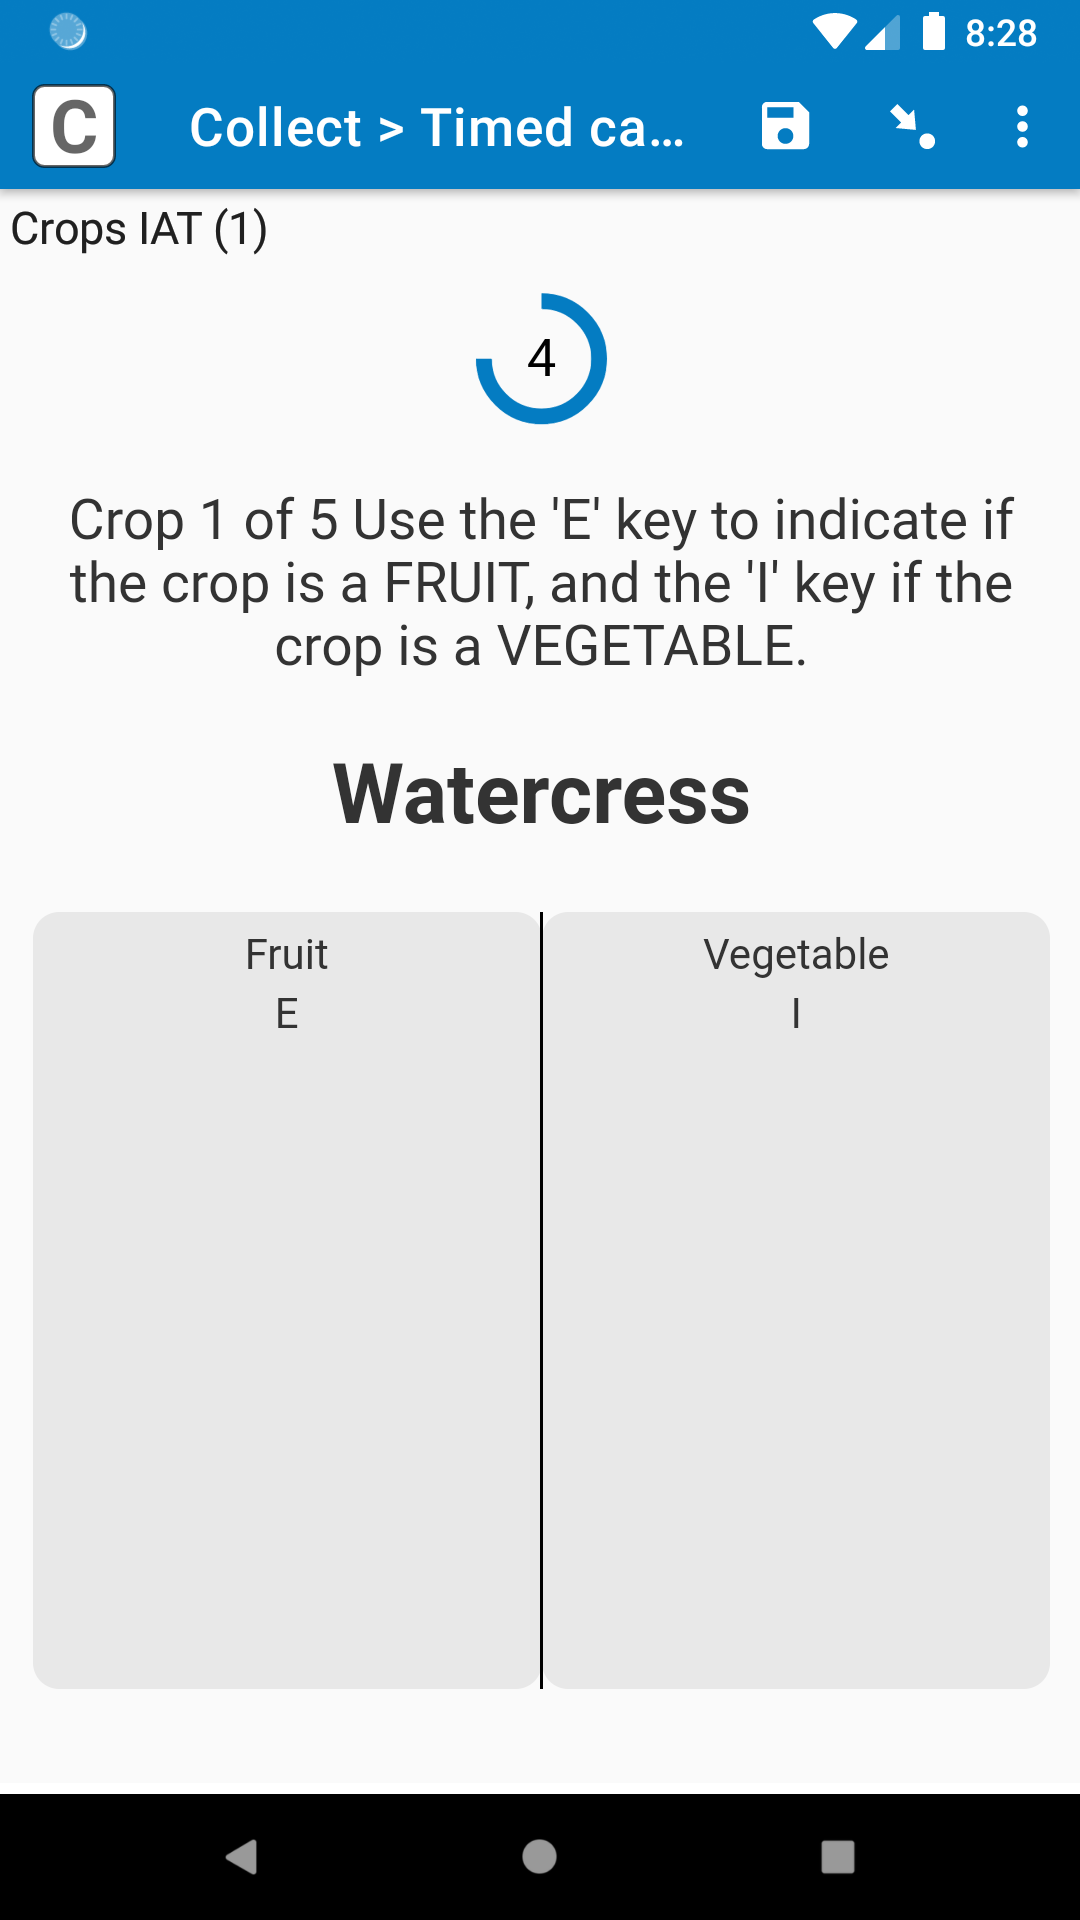 8:28
C
Collect > Timed ca...
Crops IAT (1)
4
Crop 1 of 5 Use the 'E' key to indicate if
the crop is a FRUIT, and the 'I' key if the
crop is a VEGETABLE.
Watercress
Fruit
E
Vegetable
I